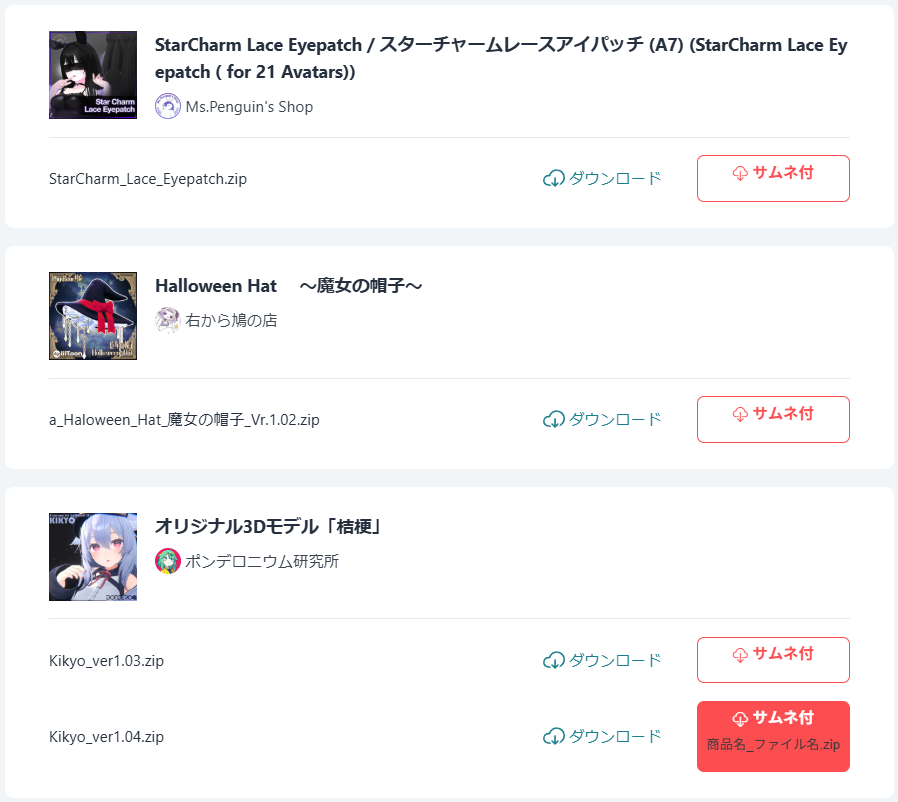 StarCharm Lace Eyepatch / スターチャームレースアイパッチ (A7) (StarCharm Lace Ey
epatch ( for 21 Avatars))
Star Charm
Lace Eyepatch
Ms.Penguin's Shop
StarCharm_Lace_Eyepatch.zip
ダウンロード
サムネ付
Halloween Hat　～魔女の帽子～
右から鳩の店
lilToon
Halloween Hat
a_Haloween_Hat_魔女の帽子_Vr.1.02.zip
ダウンロード
サムネ付
KIKYO
オリジナル3Dモデル「桔梗」
ポンデロニウム研究所
Kikyo_ver1.03.zip
ダウンロード
サムネ付
Kikyo_ver1.04.zip
ダウンロード
サムネ付
商品名_ファイル名.zip